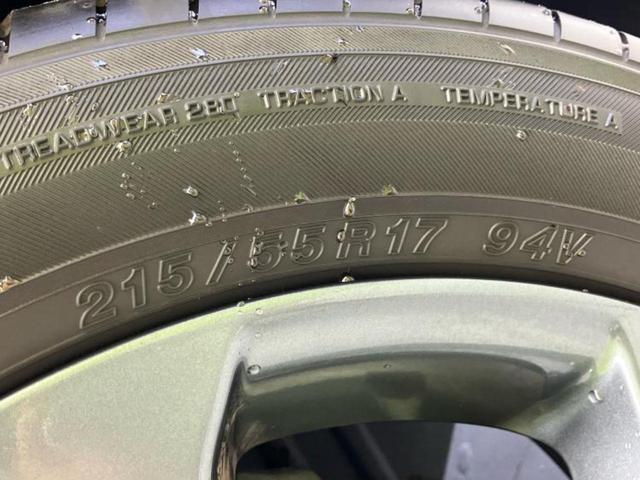 TREADWEAR 280 TRACTION A TEMPERATURE A
215/55R17 94V